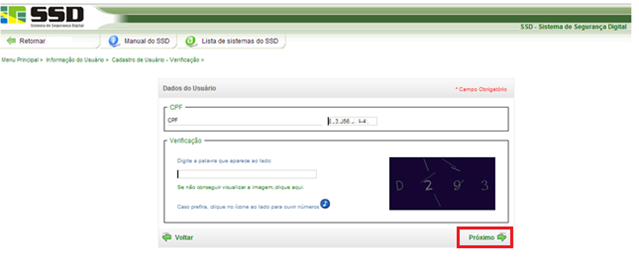 SSD
Sistema de Segurança Digital
SSD - Sistema de Segurança Digital
Retornar
Manual do SSD
Lista de sistemas do SSD
Menu Principal » Informação do Usuário » Cadastro de Usuário - Verificação »
Dados do Usuário
* Campo Obrigatório
CPF
CPF
Verificação
Digite a palavra que aparece ao lado:
D 2 9 3
Se não conseguir visualizar a imagem, clique aqui.
Caso prefira, clique no ícone ao lado para ouvir números
Voltar
Próximo